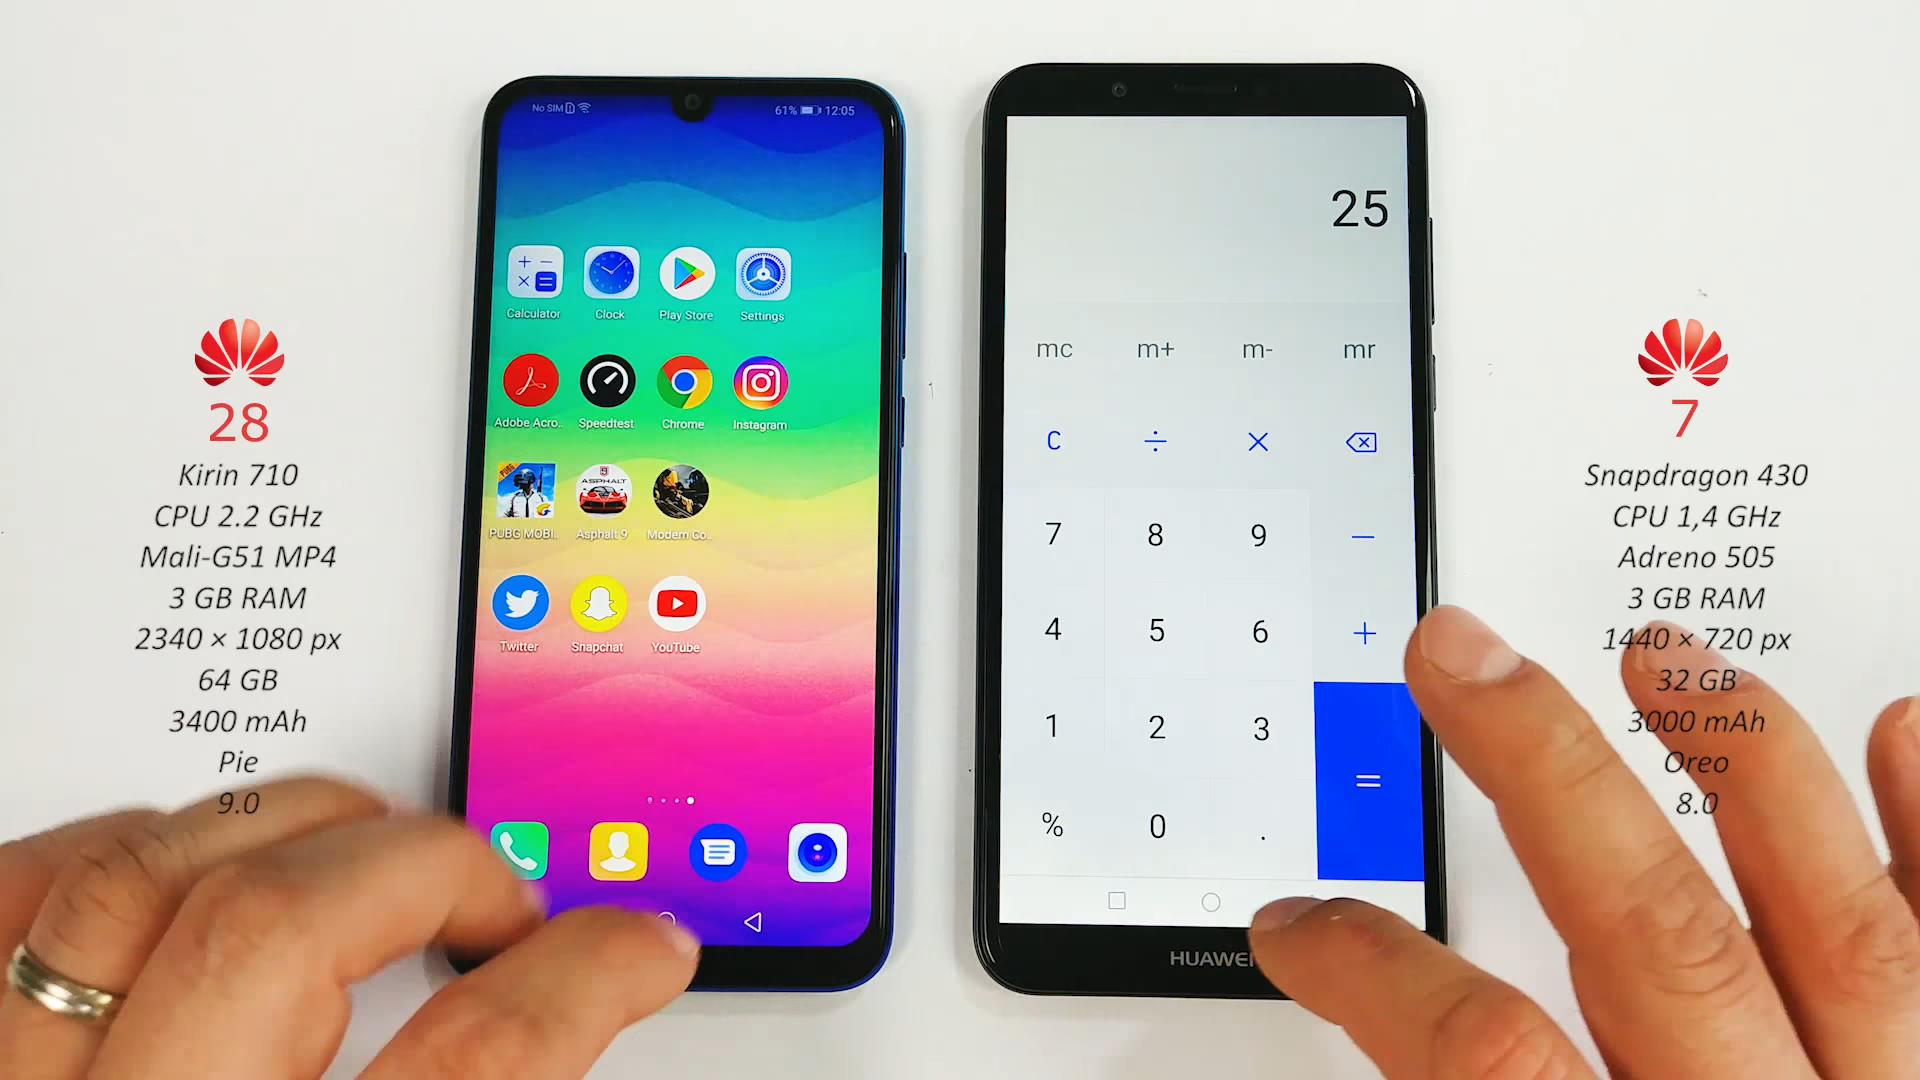 28
Kirin 710
CPU 2.2 GHz
Mali-G51 MP4
3 GB RAM
2340 × 1080 px
64 GB
3400 mAh
Pie
9.0
No SIM
61% 12:05
Calculator Clock Play Store Settings
Adobe Acro.. Speedtest Chrome Instagram
PUBG
ASPHALT
9
PUBG MOBI.. Asphalt 9 Modern Co..
Twitter Snapchat YouTube
25
mc m+ m- mr
C ÷ ×
7 8 9 −
4 5 6 +
1 2 3
% 0 . =
HUAWEI
7
Snapdragon 430
CPU 1,4 GHz
Adreno 505
3 GB RAM
1440 × 720 px
32 GB
3000 mAh
Oreo
8.0